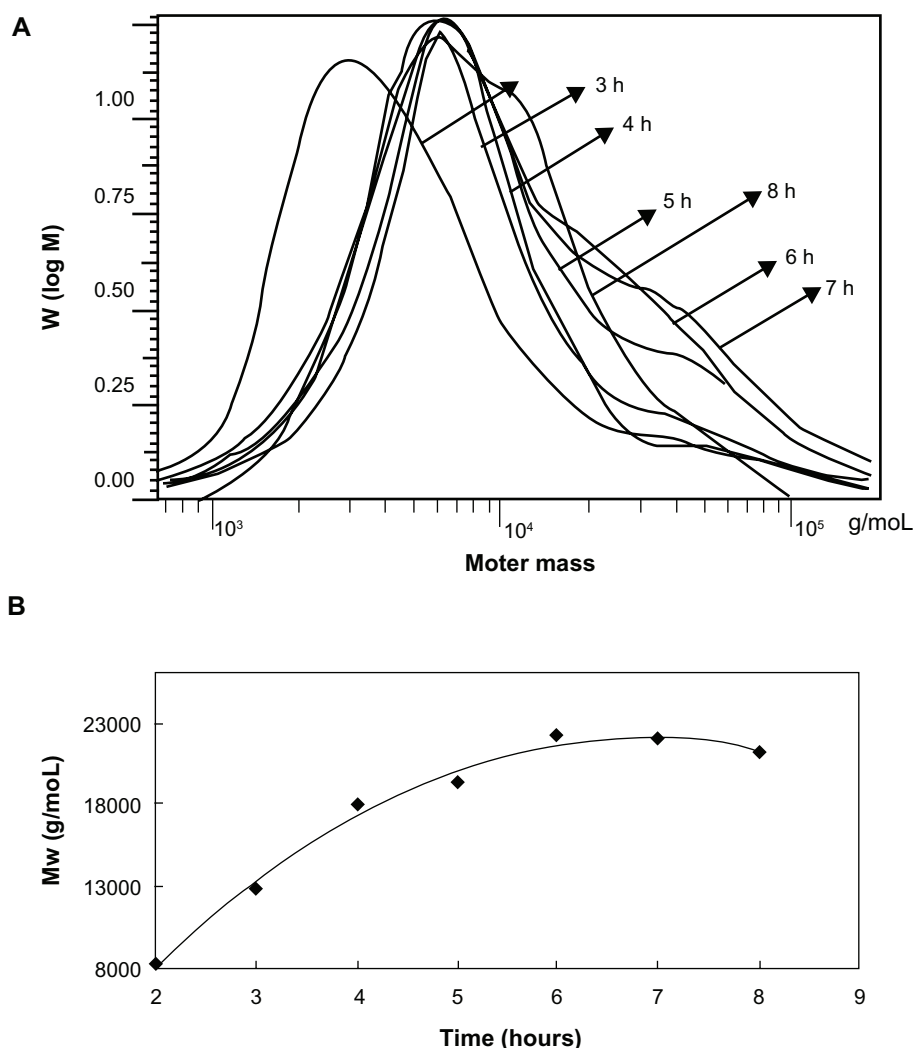 A
W (log M)
1.00
0.75
0.50
0.25
0.00
3 h
4 h
5 h
8 h
6 h
7 h
10³
10⁴
10⁵
g/moL
Moter mass
B
Mw (g/moL)
23000
18000
13000
8000
2 3 4 5 6 7 8 9
Time (hours)